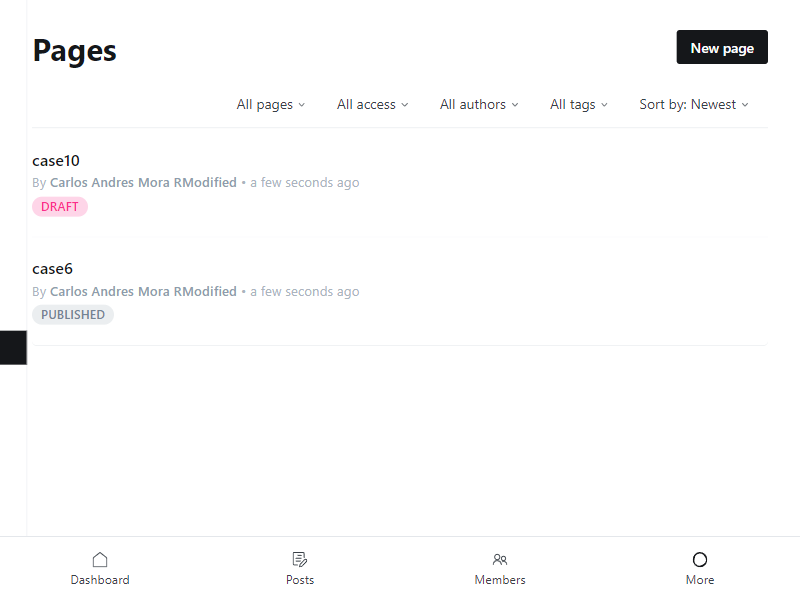 Pages
New page
All pages
All access
All authors
All tags
Sort by: Newest
case10
By Carlos Andres Mora RModified • a few seconds ago
DRAFT
case6
By Carlos Andres Mora RModified • a few seconds ago
PUBLISHED
Dashboard
Posts
Members
More